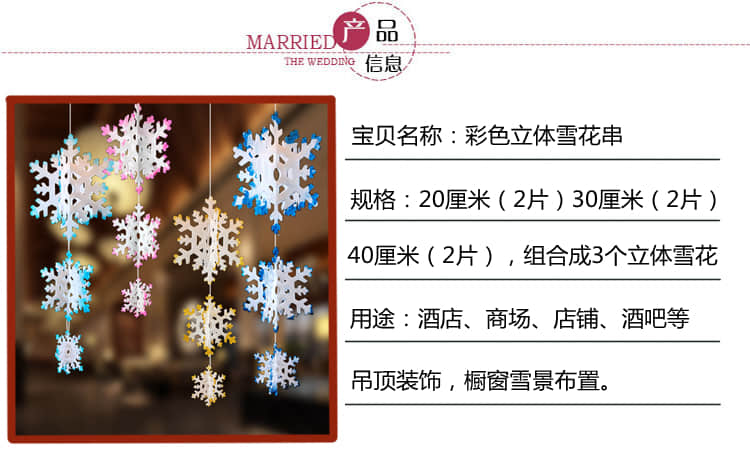 MARRIED 产品
THE WEDDING 信息
宝贝名称：彩色立体雪花串
规格：20厘米（2片）30厘米（2片）
40厘米（2片），组合成3个立体雪花
用途：酒店、商场、店铺、酒吧等
吊顶装饰，橱窗雪景布置。